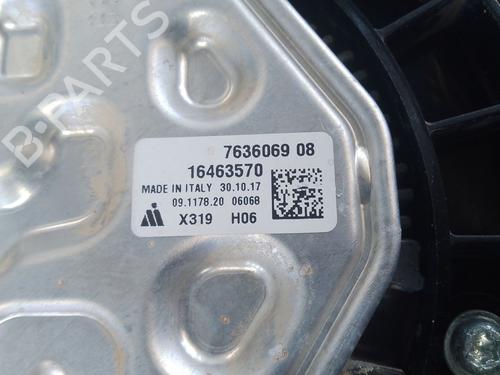 B-PARTS
7636069 08
16463570
MADE IN ITALY 30.10.17
09.1178.20 06068
X319 H06